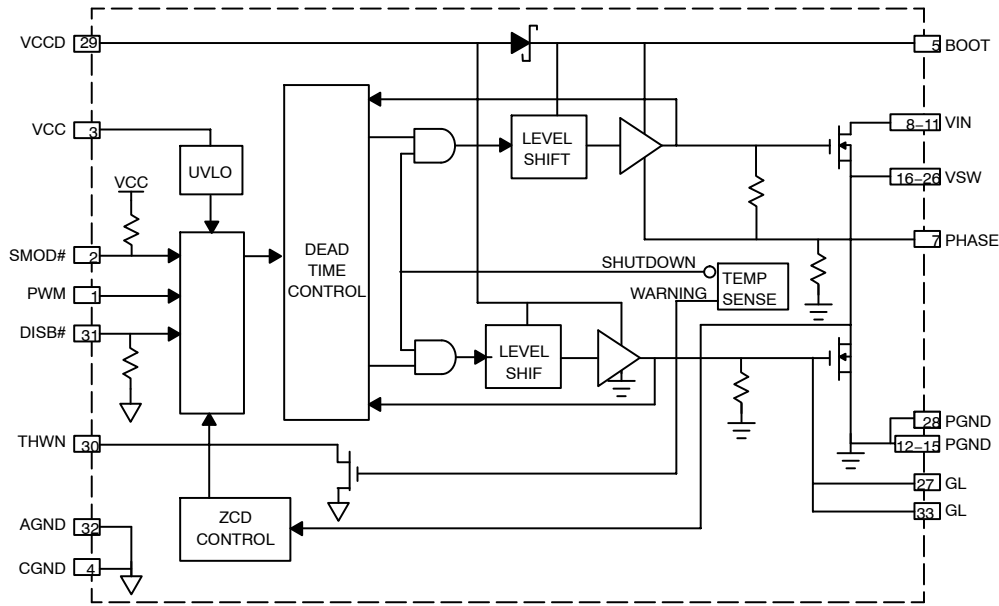 VCCD 29
5 BOOT
VCC 3
8–11 VIN
UVLO
LEVEL
SHIFT
VCC
16–26 VSW
SMOD# 2
DEAD
TIME
CONTROL
7 PHASE
SHUTDOWN
TEMP
SENSE
WARNING
PWM 1
DISB# 31
LEVEL
SHIF
THWN 30
28 PGND
12–15 PGND
27 GL
33 GL
ZCD
CONTROL
AGND 32
CGND 4